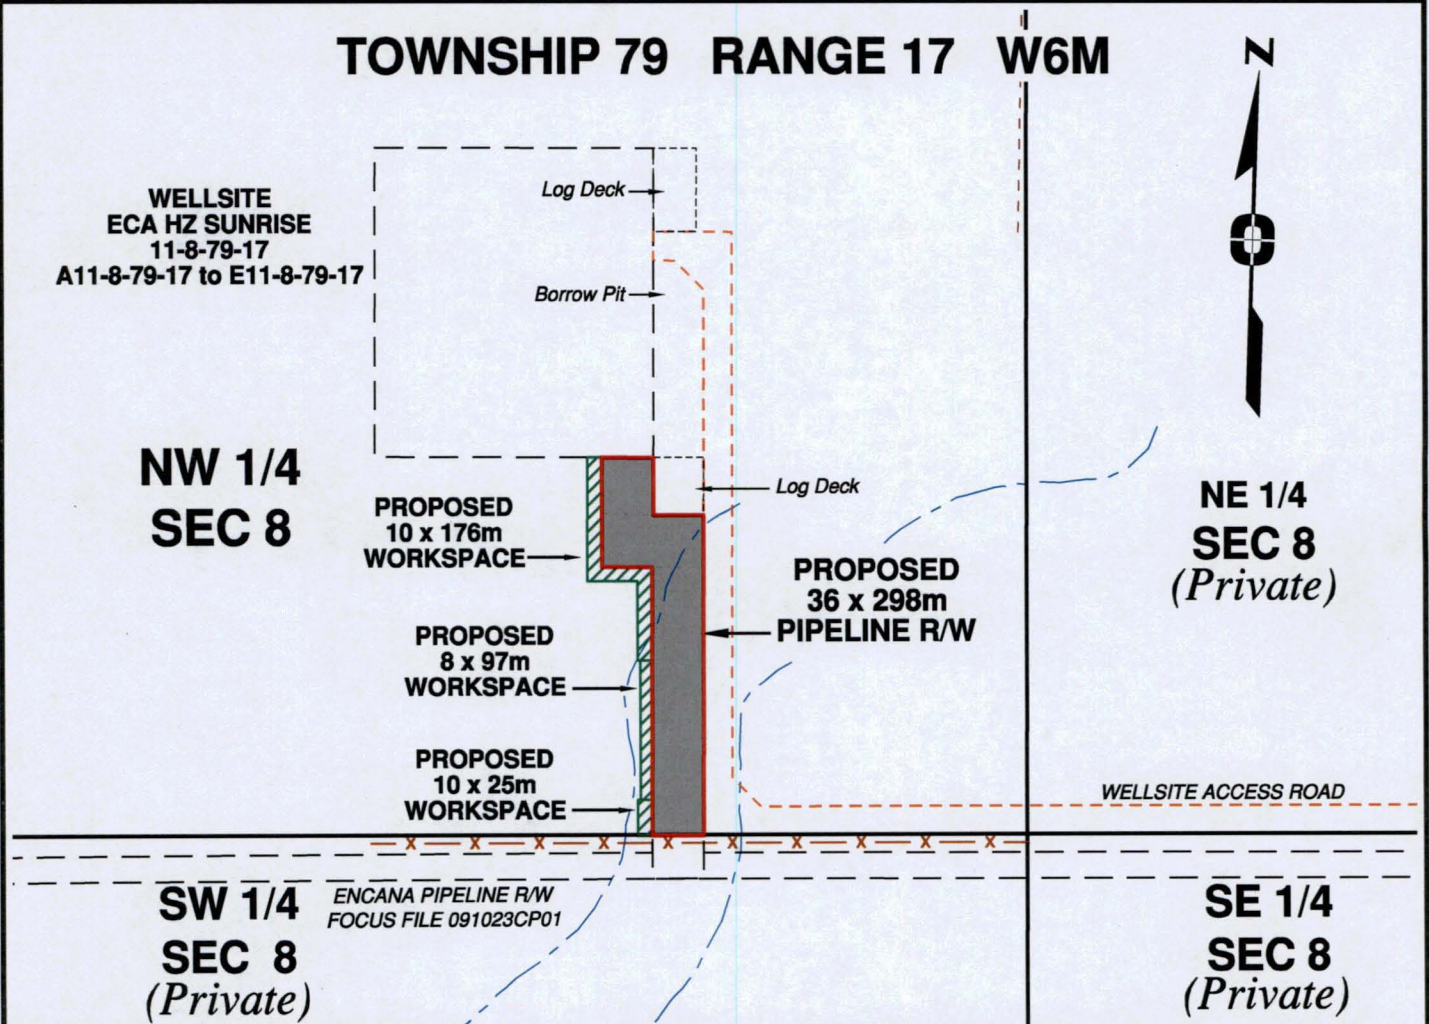 TOWNSHIP 79 RANGE 17 W6M
N
WELLSITE
ECA HZ SUNRISE
11-8-79-17
A11-8-79-17 to E11-8-79-17
Log Deck
Borrow Pit
NW 1/4
SEC 8
Log Deck
NE 1/4
SEC 8
(Private)
PROPOSED
10 x 176m
WORKSPACE
PROPOSED
36 x 298m
PIPELINE R/W
PROPOSED
8 x 97m
WORKSPACE
PROPOSED
10 x 25m
WORKSPACE
WELLSITE ACCESS ROAD
x x x x x x x x x x
SW 1/4
SEC 8
(Private)
ENCANA PIPELINE R/W
FOCUS FILE 091023CP01
SE 1/4
SEC 8
(Private)